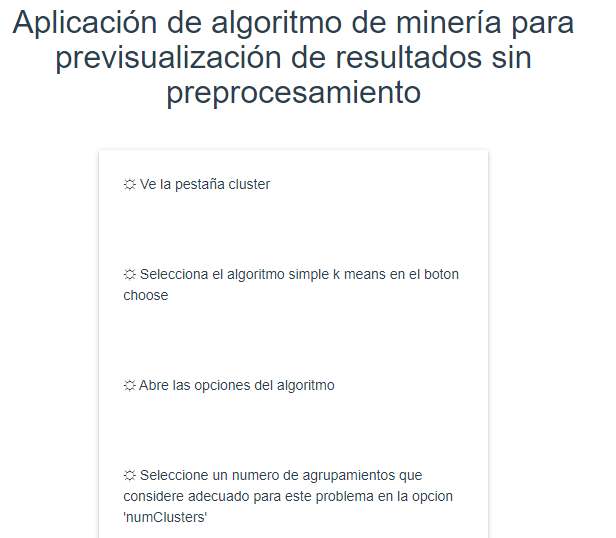 Aplicación de algoritmo de minería para
previsualización de resultados sin
preprocesamiento
☼ Ve la pestaña cluster
☼ Selecciona el algoritmo simple k means en el boton
choose
☼ Abre las opciones del algoritmo
☼ Seleccione un numero de agrupamientos que
considere adecuado para este problema en la opcion
'numClusters'